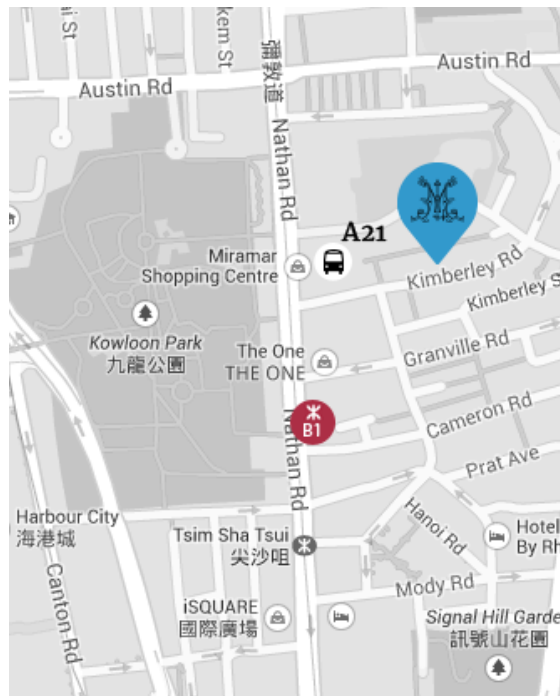 ai St
kem St
Austin Rd
Austin Rd
彌敦道
Nathan Rd
A21
Miramar
Shopping Centre
Kimberley Rd
Kimberley S
Kowloon Park
九龍公園
The One
THE ONE
Granville Rd
B1
Cameron Rd
Nathan Rd
Prat Ave
Harbour City
海港城
Tsim Sha Tsui
尖沙咀
Hanoi Rd
Hotel
By Rh
Canton Rd
Mody Rd
iSQUARE
國際廣場
Signal Hill Garde
訊號山花園